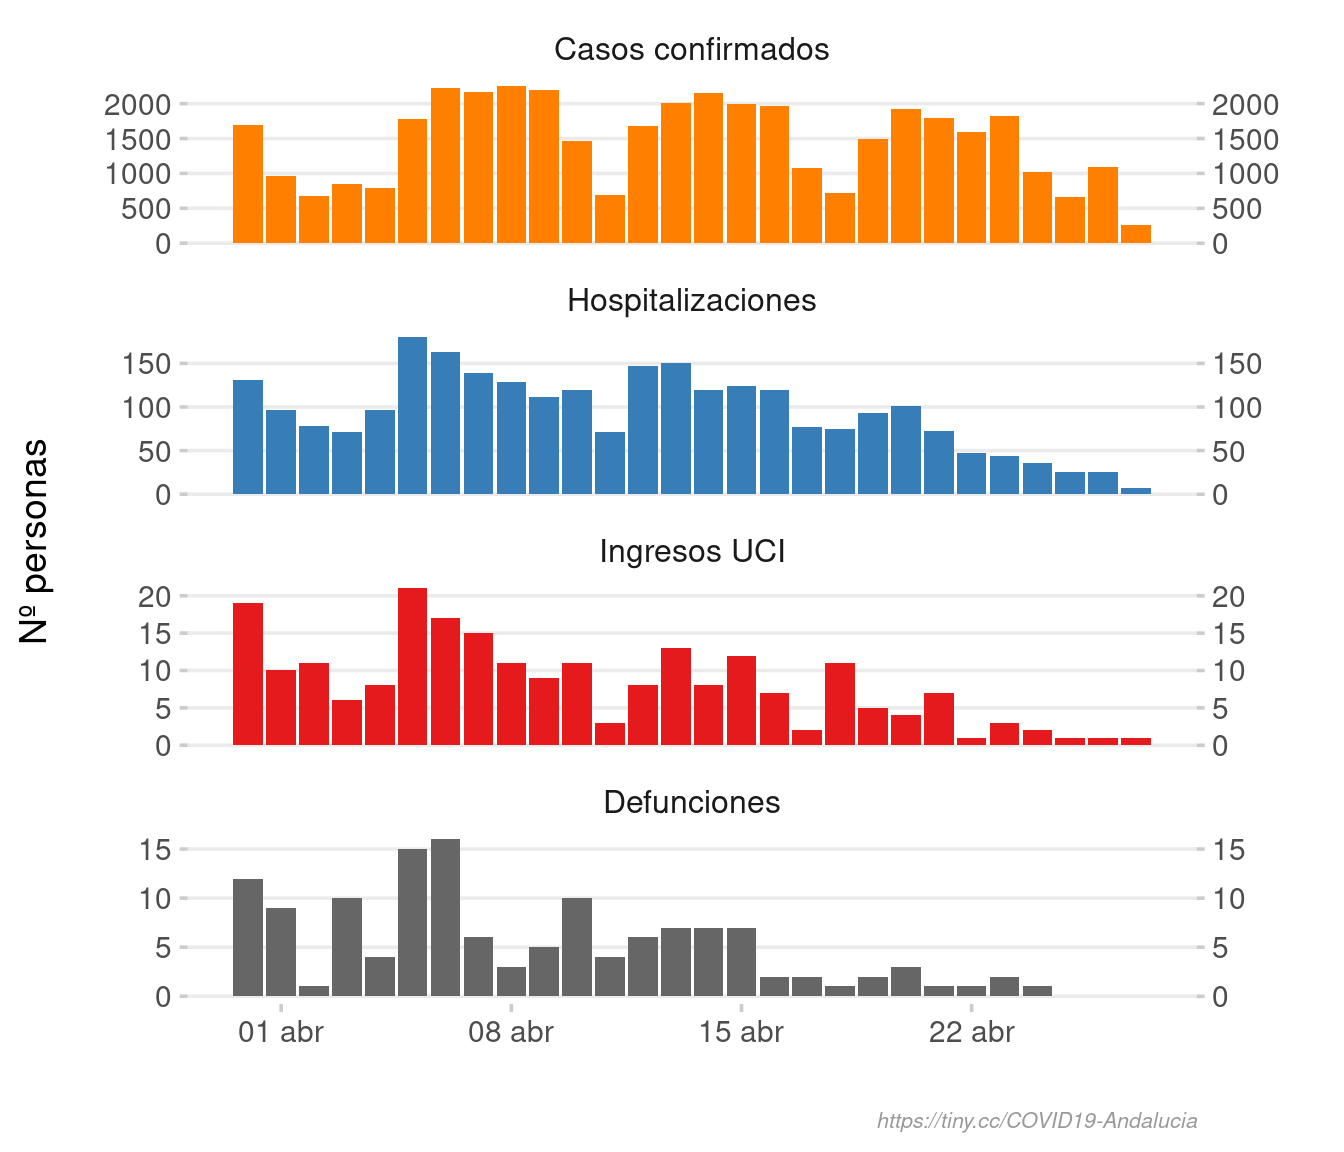 Casos confirmados
2000 2000
1500 1500
1000 1000
500 500
0 0
Hospitalizaciones
150 150
100 100
50 50
0 0
Nº personas
Ingresos UCI
20 20
15 15
10 10
5 5
0 0
Defunciones
15 15
10 10
5 5
0 0
01 abr 08 abr 15 abr 22 abr
https://tiny.cc/COVID19-Andalucia